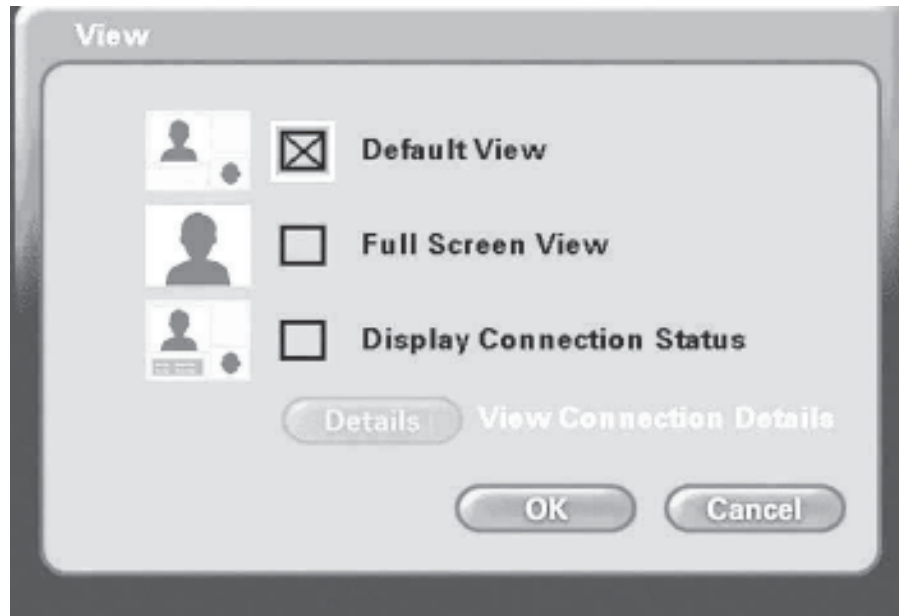 View
Default View
Full Screen View
Display Connection Status
Details View Connection Details
OK Cancel